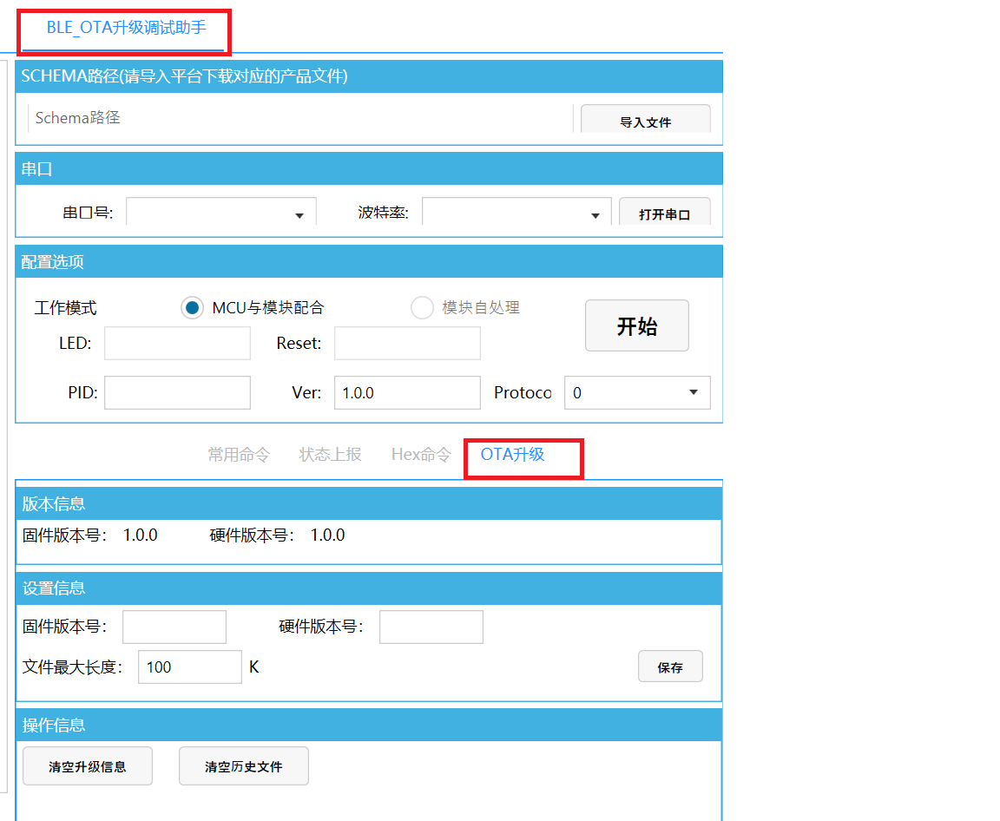 BLE_OTA升级调试助手
SCHEMA路径(请导入平台下载对应的产品文件)
Schema路径 导入文件
串口
串口号: 波特率: 打开串口
配置选项
工作模式 MCU与模块配合 模块自处理 开始
LED: Reset:
PID: Ver: 1.0.0 Protoco 0
常用命令 状态上报 Hex命令 OTA升级
版本信息
固件版本号： 1.0.0 硬件版本号： 1.0.0
设置信息
固件版本号： 硬件版本号：
文件最大长度： 100 K 保存
操作信息
清空升级信息 清空历史文件